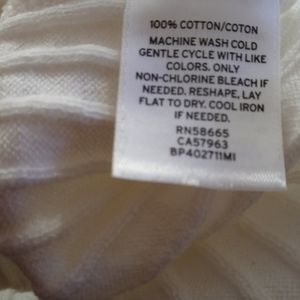 100% COTTON/COTON
MACHINE WASH COLD
GENTLE CYCLE WITH LIKE
COLORS. ONLY
NON-CHLORINE BLEACH IF
NEEDED. RESHAPE, LAY
FLAT TO DRY. COOL IRON
IF NEEDED.
RN58665
CA57963
BP402711MI